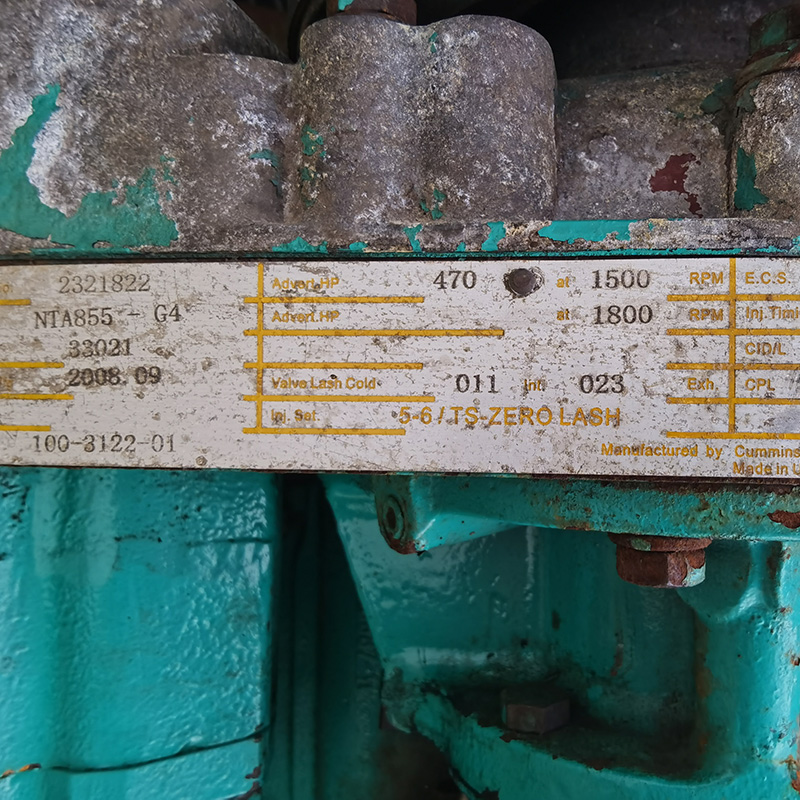 2321822 Advert.HP 470 at 1500 RPM E.C.S.
NTA855 - G4 Advert.HP at 1800 RPM Inj. Timi
33021 CID/L
2008.09 Valve Lash Cold 011 Int. 023 Exh. CPL
Inj. Set. 5-6 / TS-ZERO LASH
100-3122-01 Manufactured by Cummins
Made in U